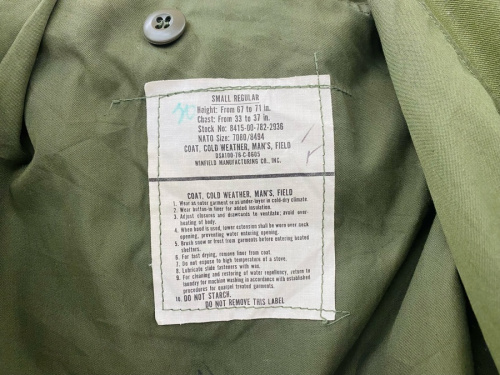 SMALL REGULAR
Height: From 67 to 71 in.
Chest: From 33 to 37 in.
Stock No: 8415-00-782-2936
NATO Size: 7080/8494
COAT, COLD WEATHER, MAN'S, FIELD
DSA100-76-C-0605
WINFIELD MANUFACTURING CO., INC.
COAT, COLD WEATHER, MAN'S, FIELD
1. Wear as outer garment or as under-layer in cold-dry climate.
2. Wear button-in liner for added insulation.
3. Adjust closures and drawcords to ventilate; avoid over-
heating of body.
4. When hood is used, lower extension shall be worn over neck
opening, preventing water entering opening.
5. Brush snow or frost from garments before entering heated
shelters.
6. For fast drying, remove liner from coat.
7. Do not expose to high temperature of a stove.
8. Lubricate slide fasteners with wax.
9. For cleaning and restoring of water repellency, return to
laundry for machine washing in accordance with established
procedures for quarpel treated garments.
10. DO NOT STARCH.
DO NOT REMOVE THIS LABEL